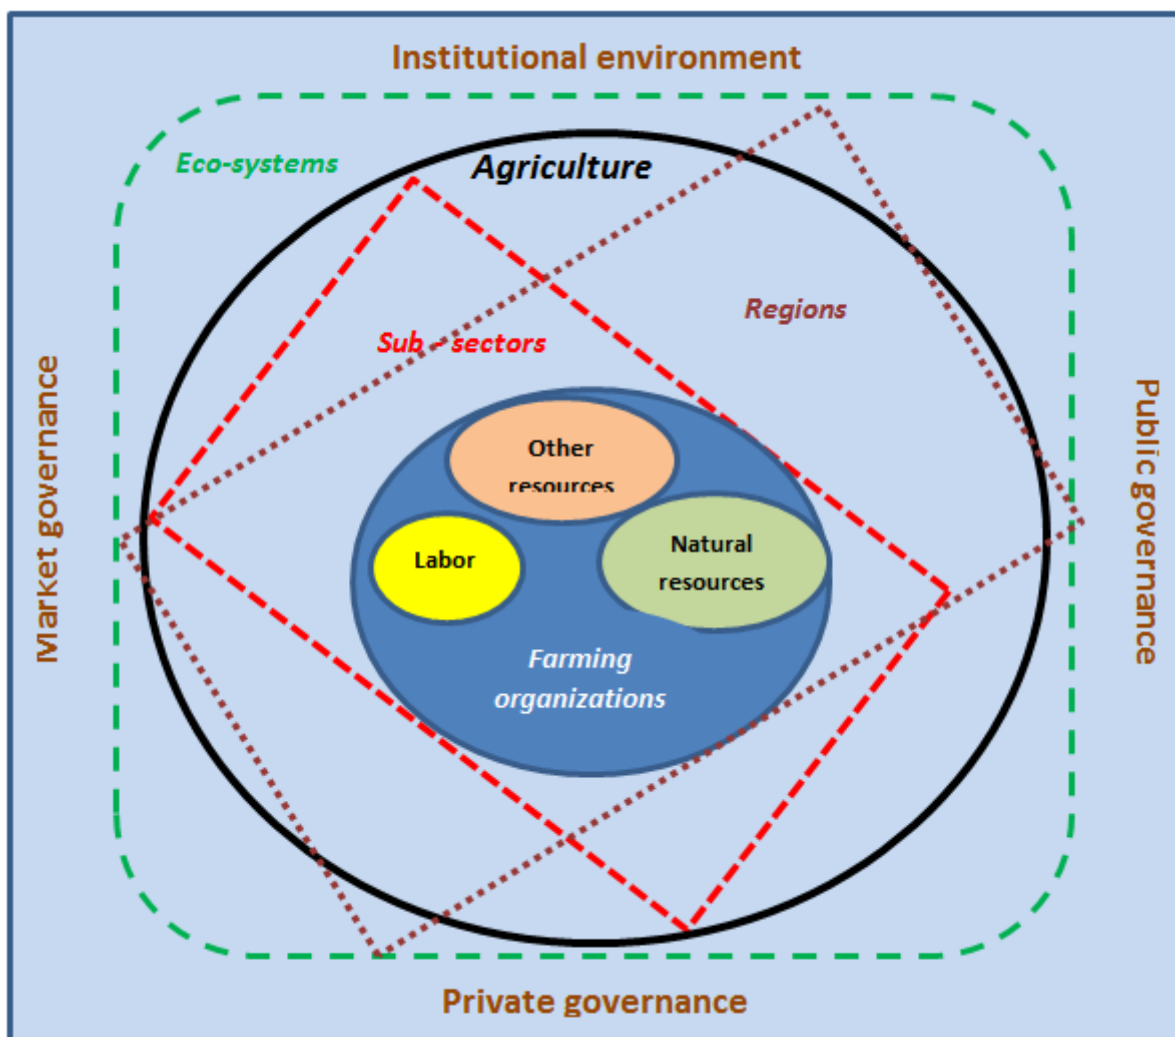 Institutional environment
Eco-systems
Agriculture
Regions
Sub - sectors
Market governance
Public governance
Other
resources
Labor
Natural
resources
Farming
organizations
Private governance